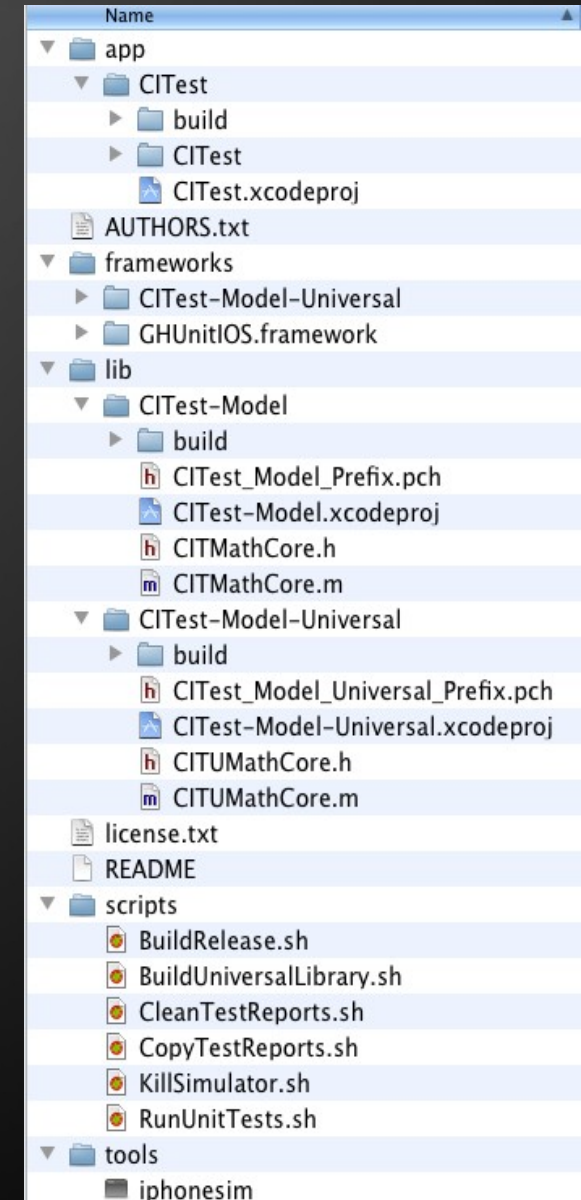 Name
app
CITest
build
CITest
CITest.xcodeproj
AUTHORS.txt
frameworks
CITest-Model-Universal
GHUnitIOS.framework
lib
CITest-Model
build
h CITest_Model_Prefix.pch
CITest-Model.xcodeproj
h CITMathCore.h
m CITMathCore.m
CITest-Model-Universal
build
h CITest_Model_Universal_Prefix.pch
CITest-Model-Universal.xcodeproj
h CITUMathCore.h
m CITUMathCore.m
license.txt
README
scripts
BuildRelease.sh
BuildUniversalLibrary.sh
CleanTestReports.sh
CopyTestReports.sh
KillSimulator.sh
RunUnitTests.sh
tools
iphonesim